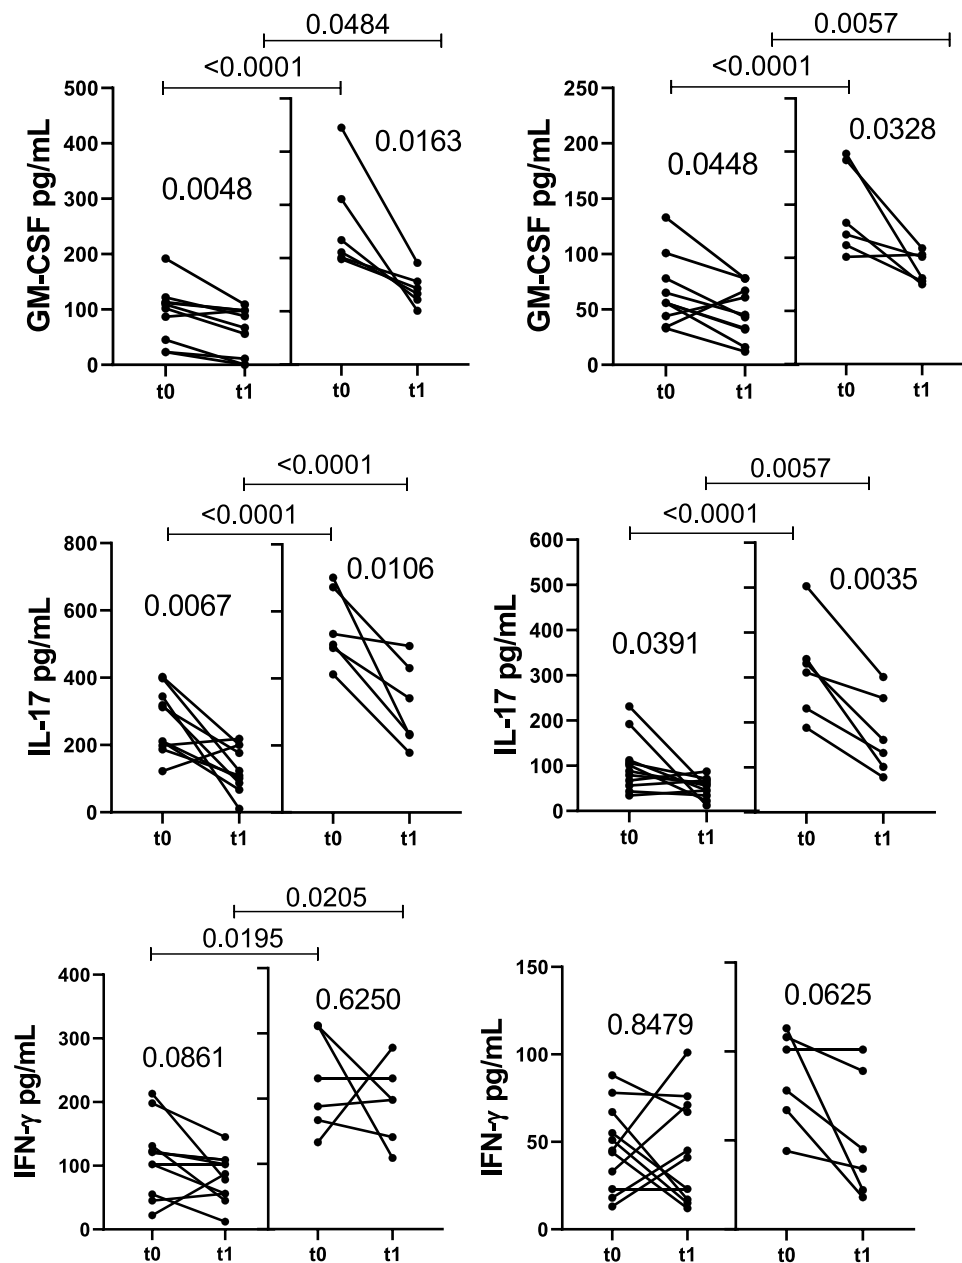 0.0484
<0.0001
500
400
300
200
100
0
GM-CSF pg/mL
0.0048
0.0163
t0
t1
t0
t1
0.0057
<0.0001
250
200
150
100
50
0
GM-CSF pg/mL
0.0448
0.0328
t0
t1
t0
t1
<0.0001
<0.0001
800
600
400
200
0
IL-17 pg/mL
0.0067
0.0106
t0
t1
t0
t1
0.0057
<0.0001
600
500
400
300
200
100
0
IL-17 pg/mL
0.0391
0.0035
t0
t1
t0
t1
0.0205
0.0195
400
300
200
100
0
IFN-γ pg/mL
0.0861
0.6250
t0
t1
t0
t1
150
100
50
0
IFN-γ pg/mL
0.8479
0.0625
t0
t1
t0
t1